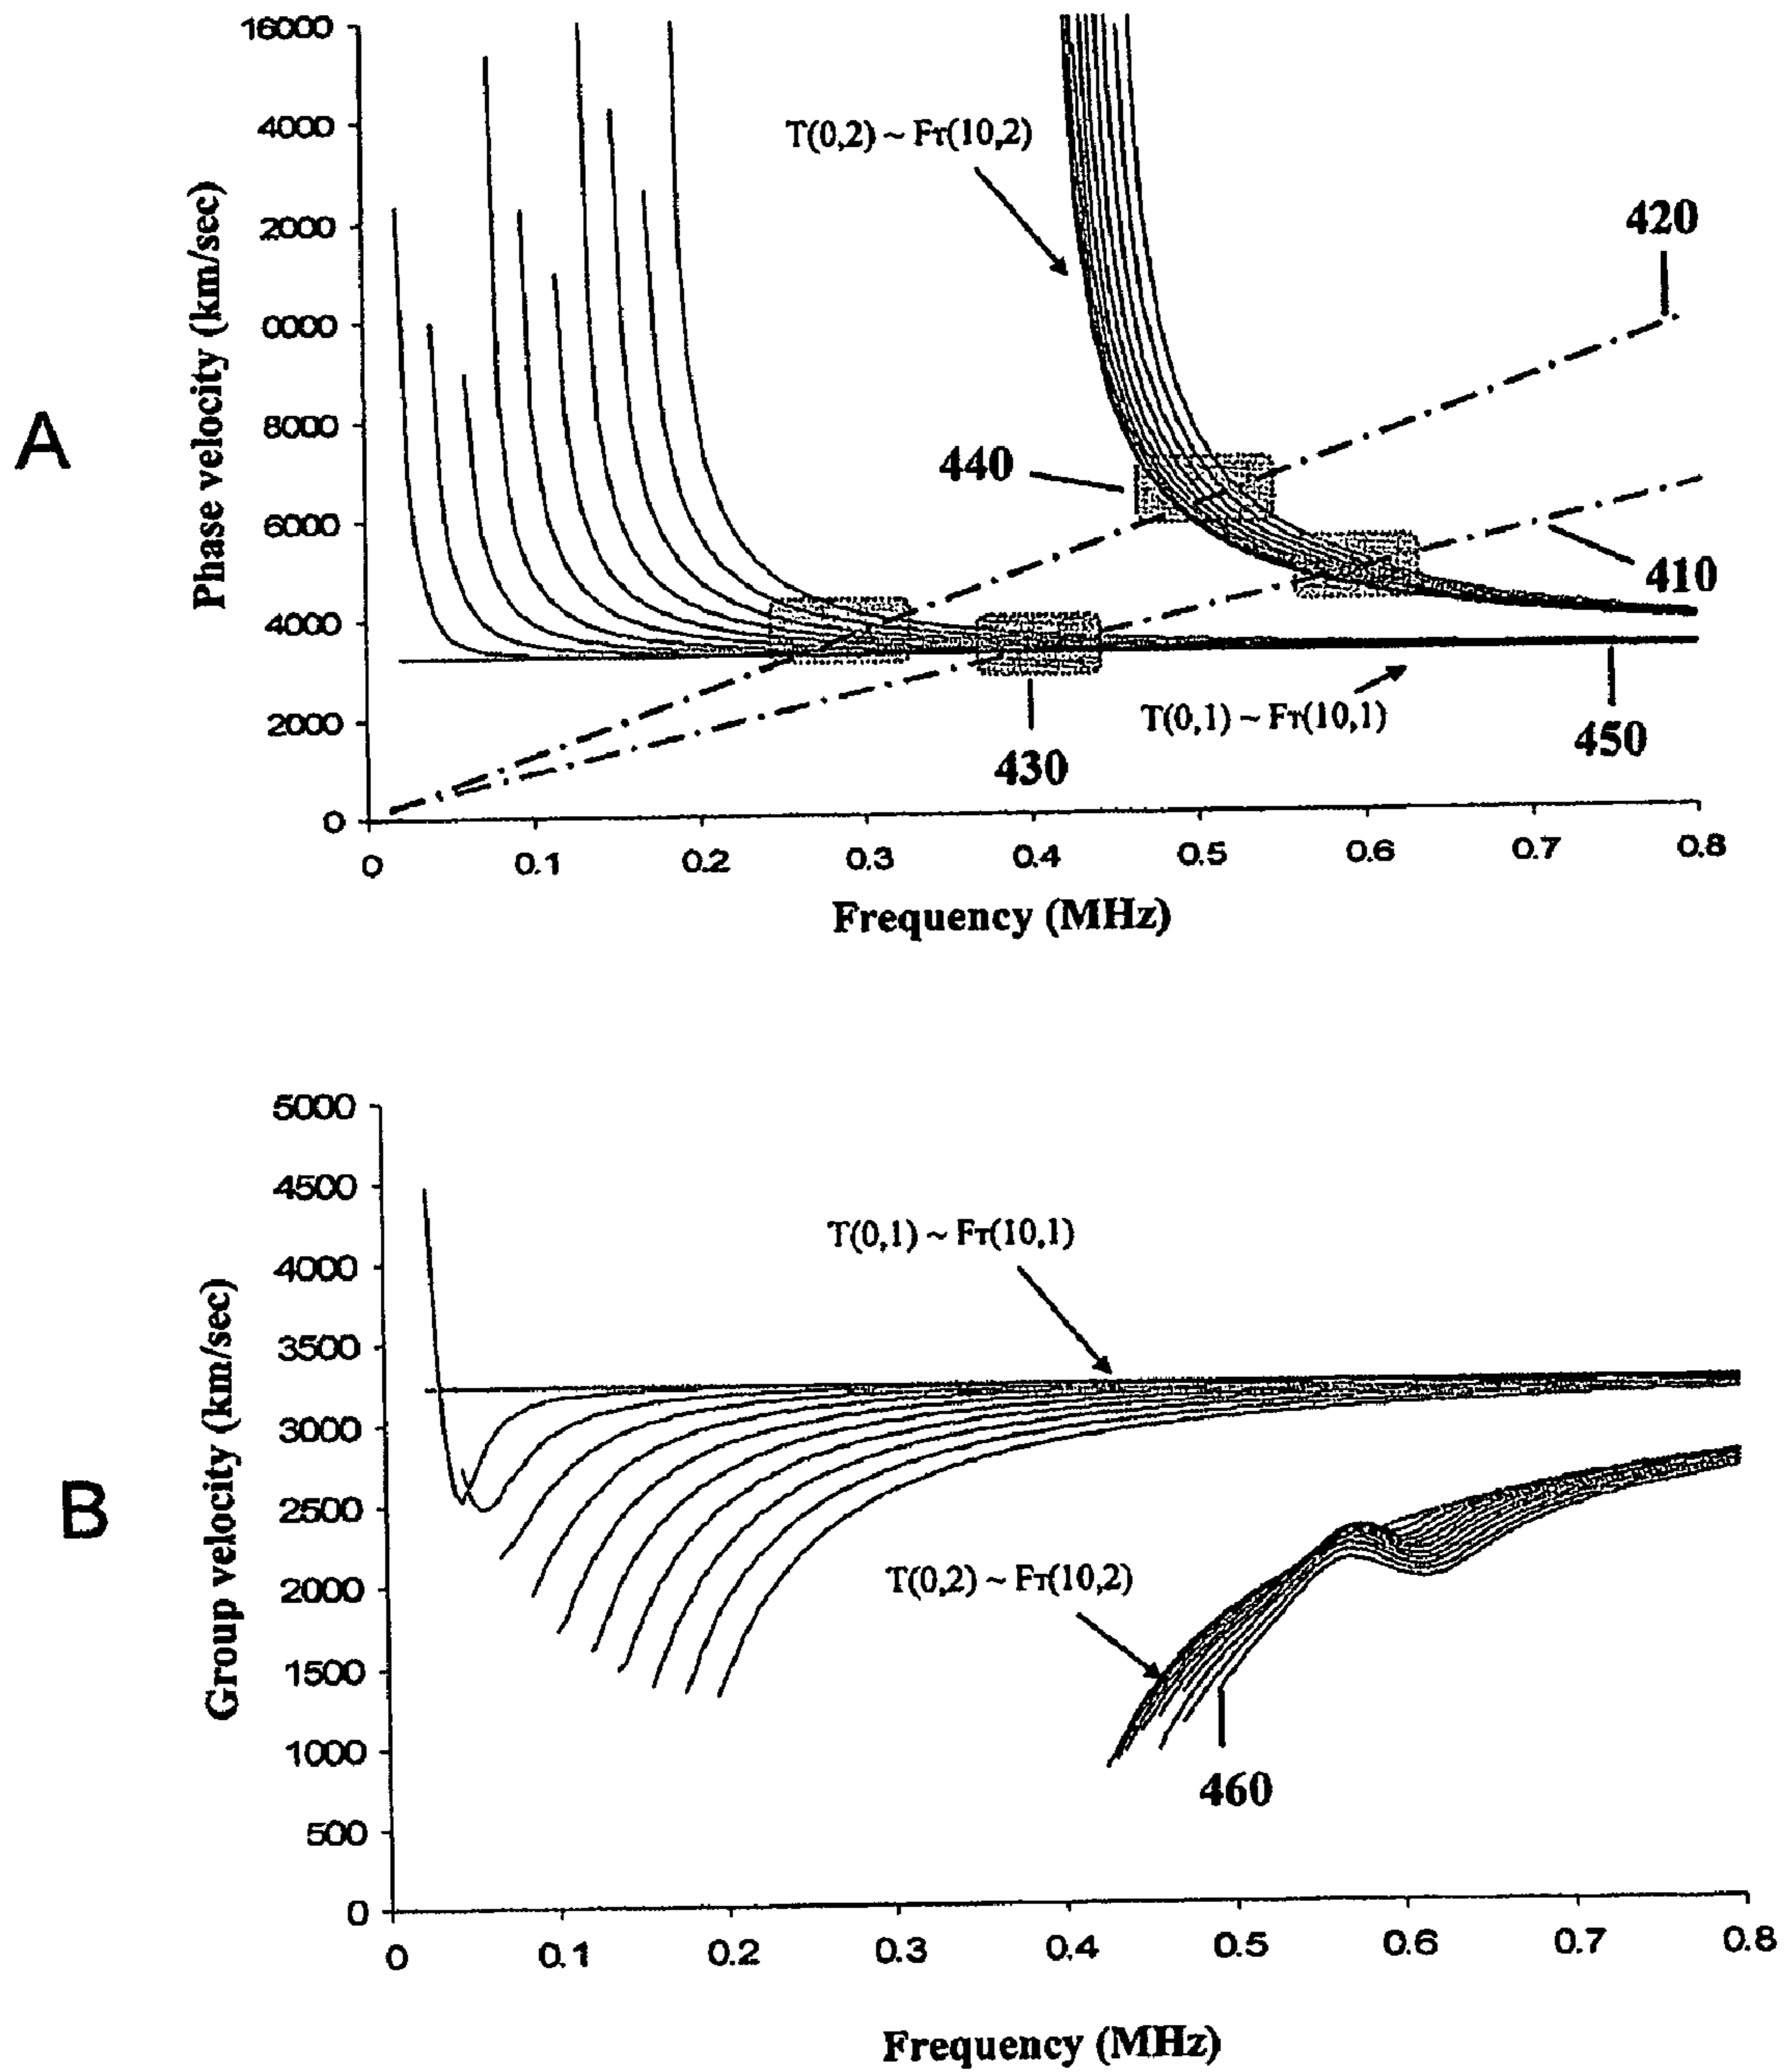 A
Phase velocity (km/sec)
16000
4000
2000
0000
8000
6000
4000
2000
0
T(0,2) ~ FT(10,2)
420
440
410
T(0,1) ~ FT(10,1)
430
450
0 0.1 0.2 0.3 0.4 0.5 0.6 0.7 0.8
Frequency (MHz)
B
Group velocity (km/sec)
5000
4500
4000
3500
3000
2500
2000
1500
1000
500
0
T(0,1) ~ FT(10,1)
T(0,2) ~ FT(10,2)
460
0 0.1 0.2 0.3 0.4 0.5 0.6 0.7 0.8
Frequency (MHz)